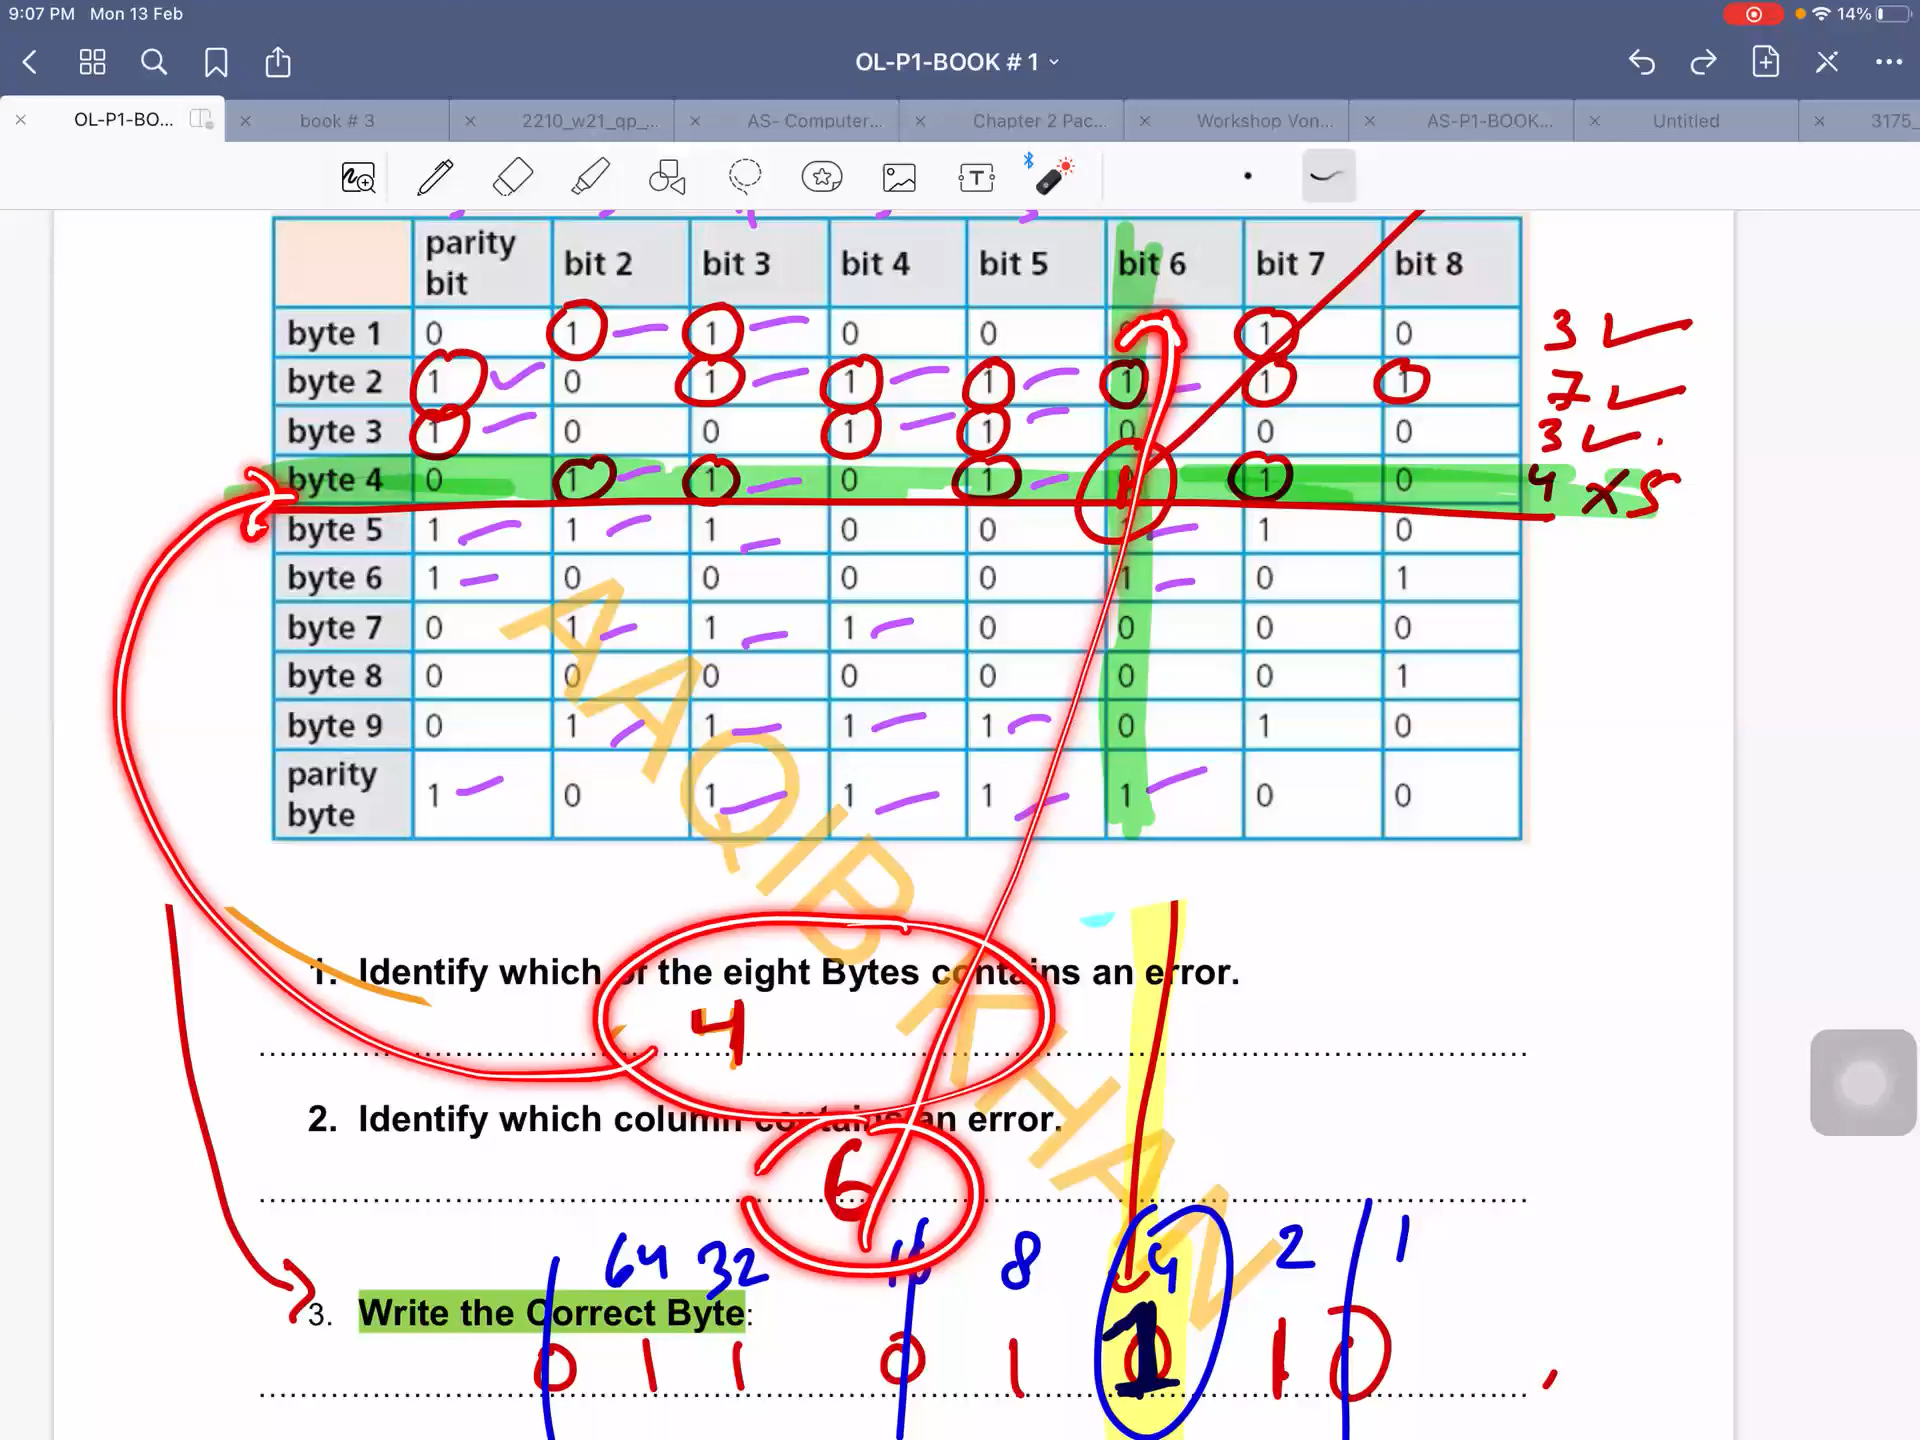 9:07 PM Mon 13 Feb 14%
OL-P1-BOOK # 1
OL-P1-BO... book # 3 2210_w21_qp_... AS- Computer... Chapter 2 Pac... Workshop Von... AS-P1-BOOK... Untitled 3175_
parity bit bit 2 bit 3 bit 4 bit 5 bit 6 bit 7 bit 8
byte 1 0 1 1 0 0 1 0 3
byte 2 1 0 1 1 1 1 1 1 7
byte 3 1 0 0 1 1 0 0 0 3
byte 4 0 1 1 0 1 1 0 4 X 5
byte 5 1 1 1 0 0 1 1 0
byte 6 1 0 0 0 0 1 0 1
byte 7 0 1 1 1 0 0 0 0
byte 8 0 0 0 0 0 0 0 1
byte 9 0 1 1 1 1 0 1 0
parity byte 1 0 1 1 1 1 0 0
AAQIB KHAN
1. Identify which of the eight Bytes contains an error.
4
2. Identify which column contains an error.
6
64 32 16 8 4 2 1
3. Write the Correct Byte:
0 1 1 0 1 1 1 0